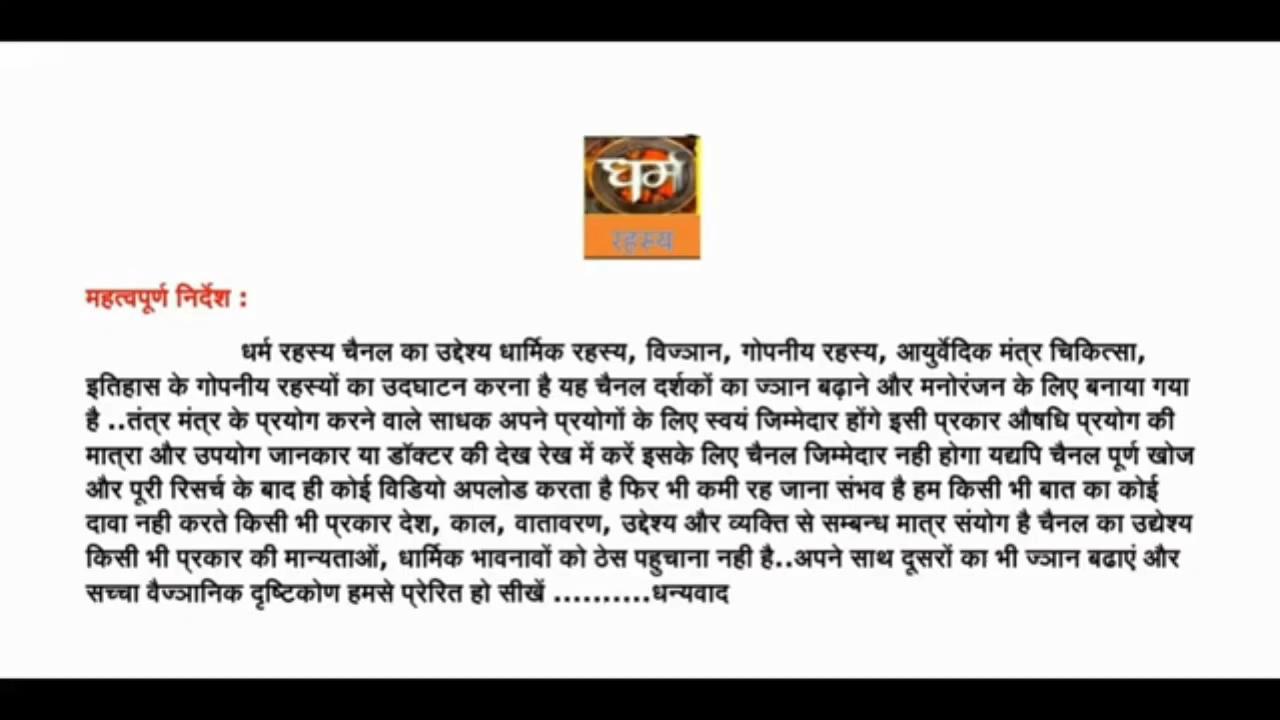 धर्म
रहस्य
महत्वपूर्ण निर्देश :
धर्म रहस्य चैनल का उद्देश्य धार्मिक रहस्य, विज्ञान, गोपनीय रहस्य, आयुर्वेदिक मंत्र चिकित्सा,
इतिहास के गोपनीय रहस्यों का उदघाटन करना है यह चैनल दर्शकों का ज्ञान बढ़ाने और मनोरंजन के लिए बनाया गया
है ..तंत्र मंत्र के प्रयोग करने वाले साधक अपने प्रयोगों के लिए स्वयं जिम्मेदार होंगे इसी प्रकार औषधि प्रयोग की
मात्रा और उपयोग जानकार या डॉक्टर की देख रेख में करें इसके लिए चैनल जिम्मेदार नही होगा यद्यपि चैनल पूर्ण खोज
और पूरी रिसर्च के बाद ही कोई विडियो अपलोड करता है फिर भी कमी रह जाना संभव है हम किसी भी बात का कोई
दावा नही करते किसी भी प्रकार देश, काल, वातावरण, उद्देश्य और व्यक्ति से सम्बन्ध मात्र संयोग है चैनल का उद्येश्य
किसी भी प्रकार की मान्यताओं, धार्मिक भावनावों को ठेस पहुचाना नही है..अपने साथ दूसरों का भी ज्ञान बढाएं और
सच्चा वैज्ञानिक दृष्टिकोण हमसे प्रेरित हो सीखें ..........धन्यवाद